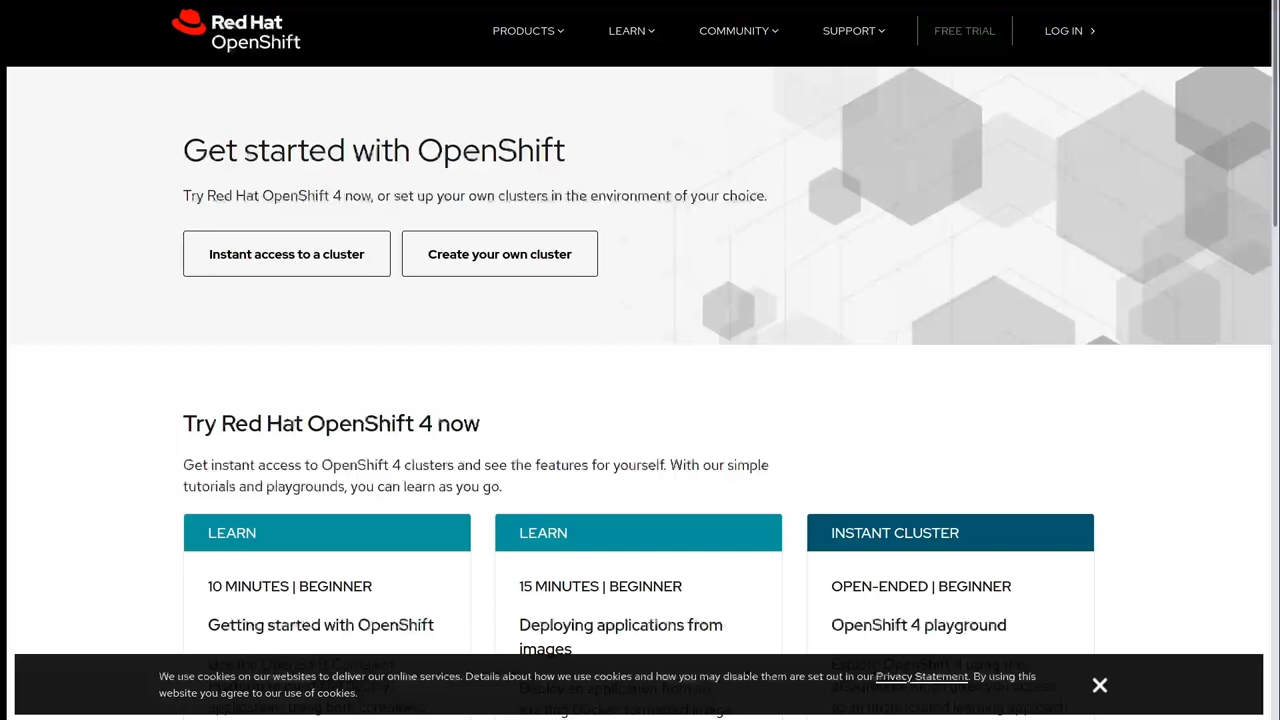 Red Hat
OpenShift
PRODUCTS
LEARN
COMMUNITY
SUPPORT
FREE TRIAL
LOG IN
Get started with OpenShift
Try Red Hat OpenShift 4 now, or set up your own clusters in the environment of your choice.
Instant access to a cluster
Create your own cluster
Try Red Hat OpenShift 4 now
Get instant access to OpenShift 4 clusters and see the features for yourself. With our simple
tutorials and playgrounds, you can learn as you go.
LEARN
10 MINUTES | BEGINNER
Getting started with OpenShift
LEARN
15 MINUTES | BEGINNER
Deploying applications from
images
INSTANT CLUSTER
OPEN-ENDED | BEGINNER
OpenShift 4 playground
We use cookies on our websites to deliver our online services. Details about how we use cookies and how you may disable them are set out in our Privacy Statement. By using this
website you agree to our use of cookies.